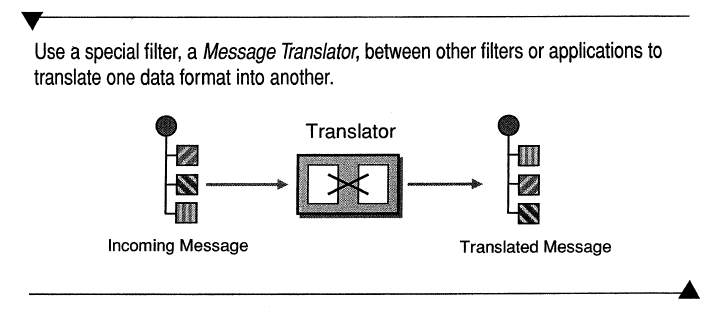 Use a special filter, a Message Translator, between other filters or applications to
translate one data format into another.
Translator
Incoming Message
Translated Message